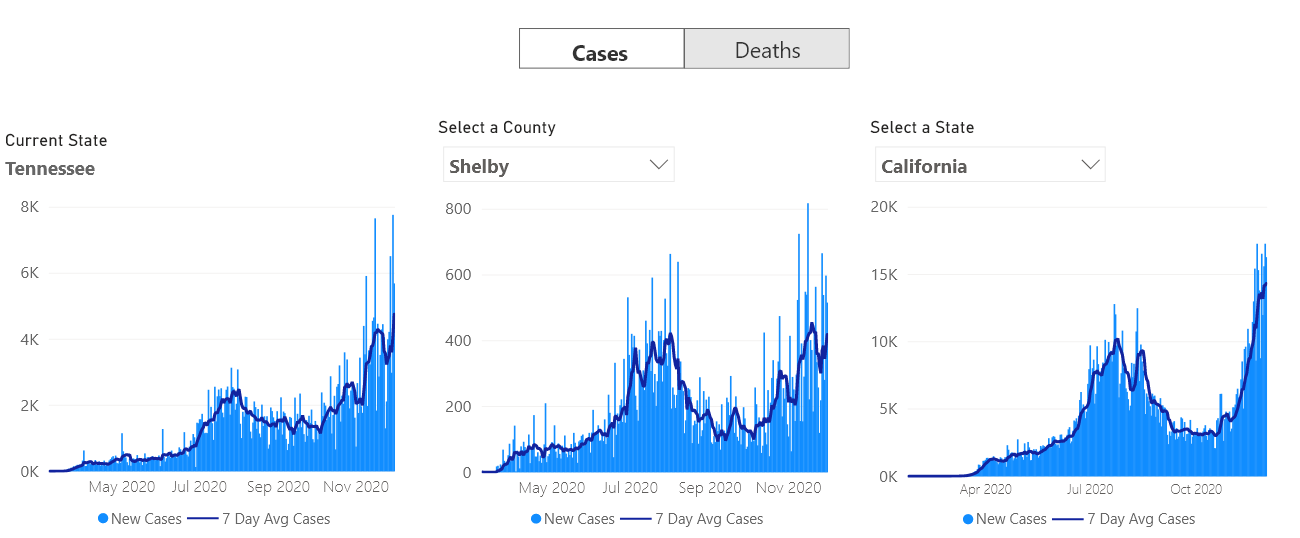 Cases Deaths
Current State
Tennessee
8K
6K
4K
2K
0K
May 2020 Jul 2020 Sep 2020 Nov 2020
New Cases 7 Day Avg Cases
Select a County
Shelby
800
600
400
200
0
May 2020 Jul 2020 Sep 2020 Nov 2020
New Cases 7 Day Avg Cases
Select a State
California
20K
15K
10K
5K
0K
Apr 2020 Jul 2020 Oct 2020
New Cases 7 Day Avg Cases